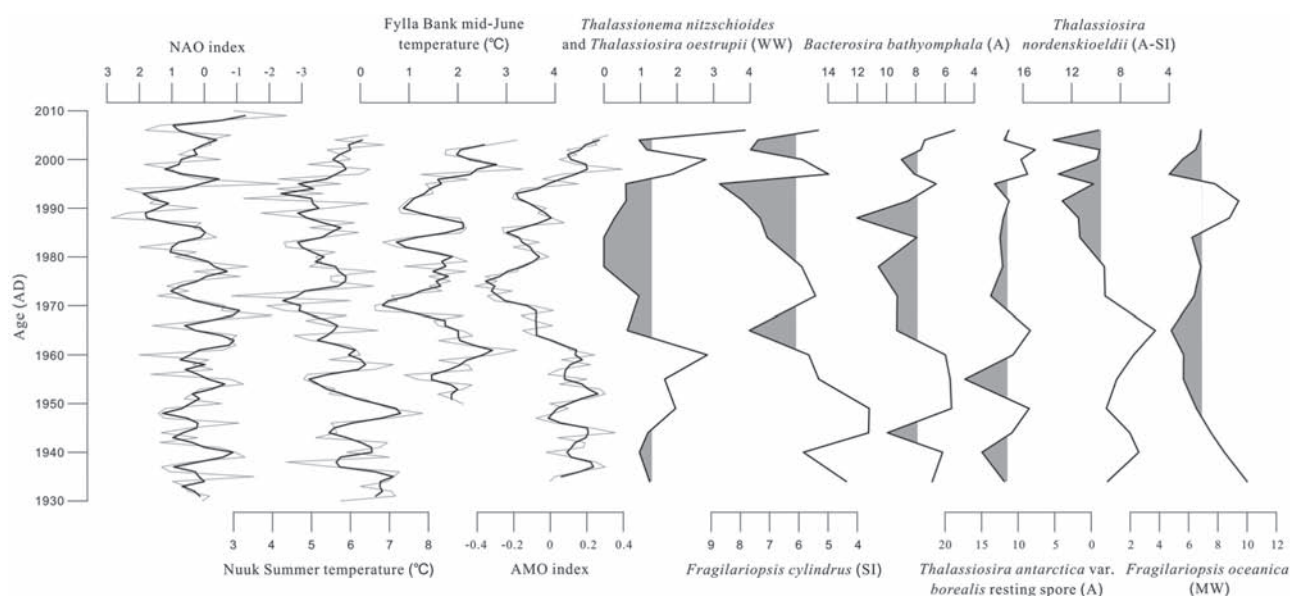 Fylla Bank mid-June
temperature (℃)
Thalassionema nitzschioides
and Thalassiosira oestrupii (WW)
Thalassiosira
nordenskioeldii (A-SI)
NAO index
Bacterosira bathyomphala (A)
3 2 1 0 -1 -2 -3
0 1 2 3 4
0 1 2 3 4
14 12 10 8 6 4
16 12 8 4
Age (AD)
2010
2000
1990
1980
1970
1960
1950
1940
1930
3 4 5 6 7 8
-0.4 -0.2 0 0.2 0.4
9 8 7 6 5 4
20 15 10 5 0
2 4 6 8 10 12
Nuuk Summer temperature (℃)
AMO index
Fragilariopsis cylindrus (SI)
Thalassiosira antarctica var.
borealis resting spore (A)
Fragilariopsis oceanica
(MW)